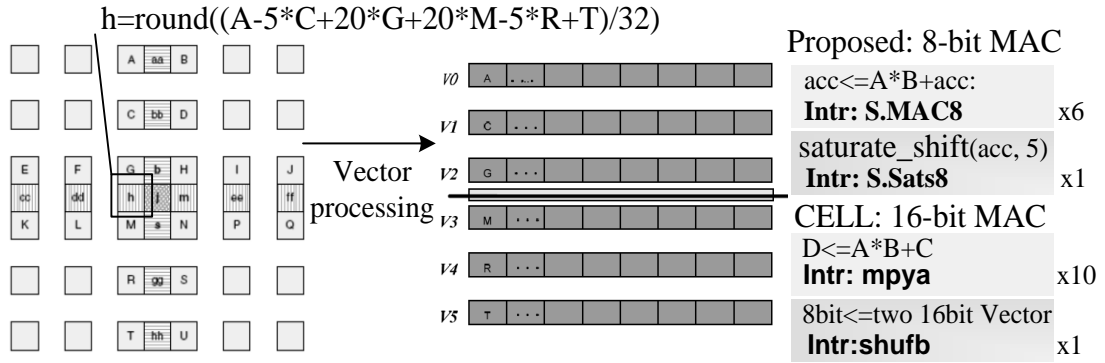 h=round((A-5*C+20*G+20*M-5*R+T)/32)
A aa B
C bb D
E F G b H I J
cc dd h j m ee ff
K L M s N P Q
R gg S
T hh U
Vector
processing
V0 A ....
V1 C ...
V2 G ...
V3 M ...
V4 R ...
V5 T ...
Proposed: 8-bit MAC
acc<=A*B+acc:
Intr: S.MAC8 x6
saturate_shift(acc, 5)
Intr: S.Sats8 x1
CELL: 16-bit MAC
D<=A*B+C
Intr: mpya x10
8bit<=two 16bit Vector
Intr:shufb x1